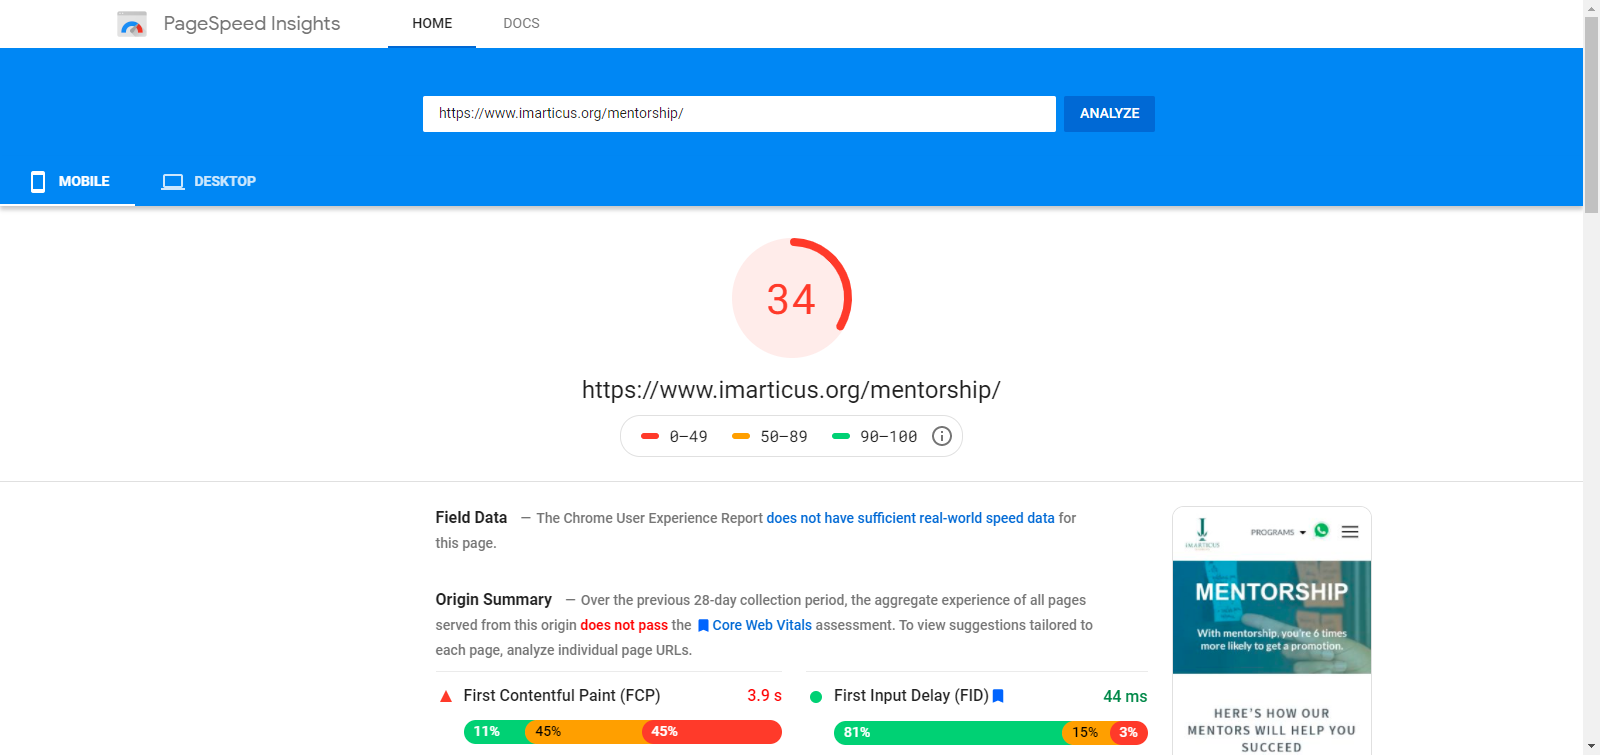 PageSpeed Insights
HOME
DOCS
https://www.imarticus.org/mentorship/
ANALYZE
MOBILE
DESKTOP
34
https://www.imarticus.org/mentorship/
0–49
50–89
90–100
Field Data — The Chrome User Experience Report does not have sufficient real-world speed data for
this page.
Origin Summary — Over the previous 28-day collection period, the aggregate experience of all pages
served from this origin does not pass the Core Web Vitals assessment. To view suggestions tailored to
each page, analyze individual page URLs.
First Contentful Paint (FCP) 3.9 s
11% 45% 45%
First Input Delay (FID) 44 ms
81% 15% 3%
IMARTICUS
PROGRAMS
MENTORSHIP
With mentorship, you're 6 times
more likely to get a promotion.
HERE'S HOW OUR
MENTORS WILL HELP YOU
SUCCEED